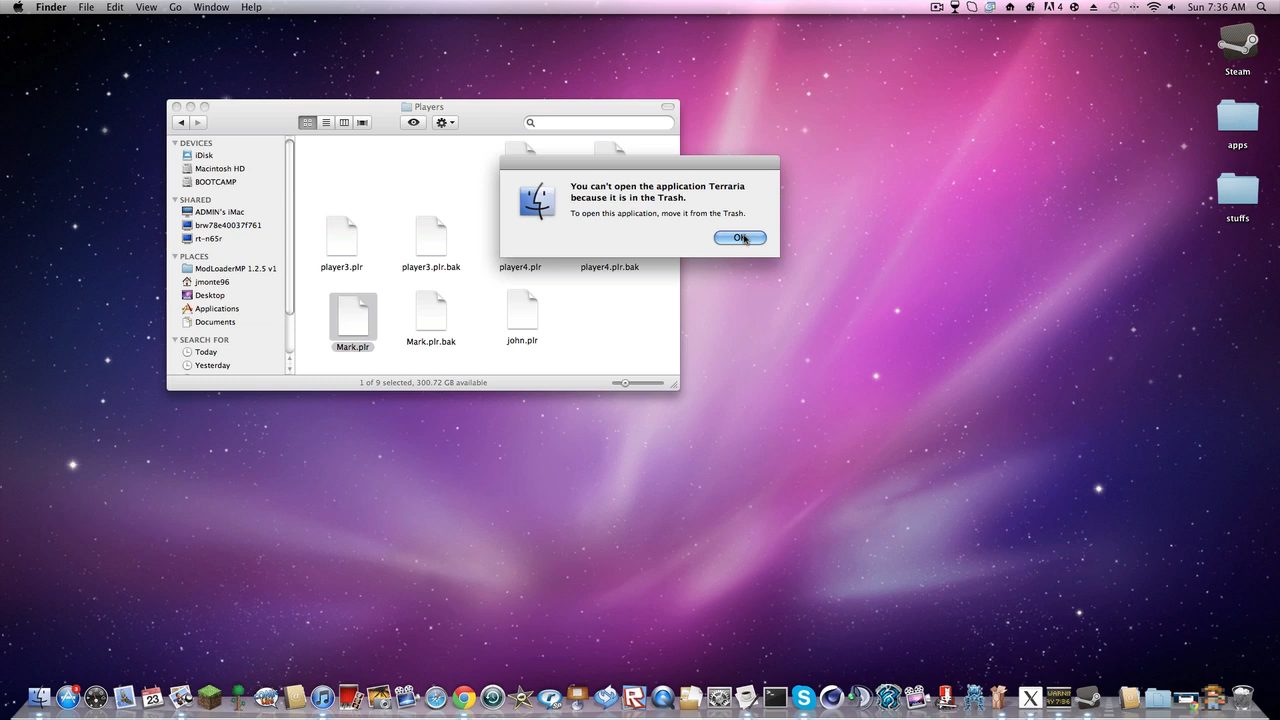 Finder File Edit View Go Window Help
4 Sun 7:36 AM
Steam
apps
stuffs
Players
DEVICES
iDisk
Macintosh HD
BOOTCAMP
SHARED
ADMIN's iMac
brw78e40037f761
rt-n65r
PLACES
ModLoaderMP 1.2.5 v1
jmonte96
Desktop
Applications
Documents
SEARCH FOR
Today
Yesterday
player3.plr player3.plr.bak player4.plr player4.plr.bak
Mark.plr Mark.plr.bak john.plr
1 of 9 selected, 300.72 GB available
You can't open the application Terraria
because it is in the Trash.
To open this application, move it from the Trash.
OK
23